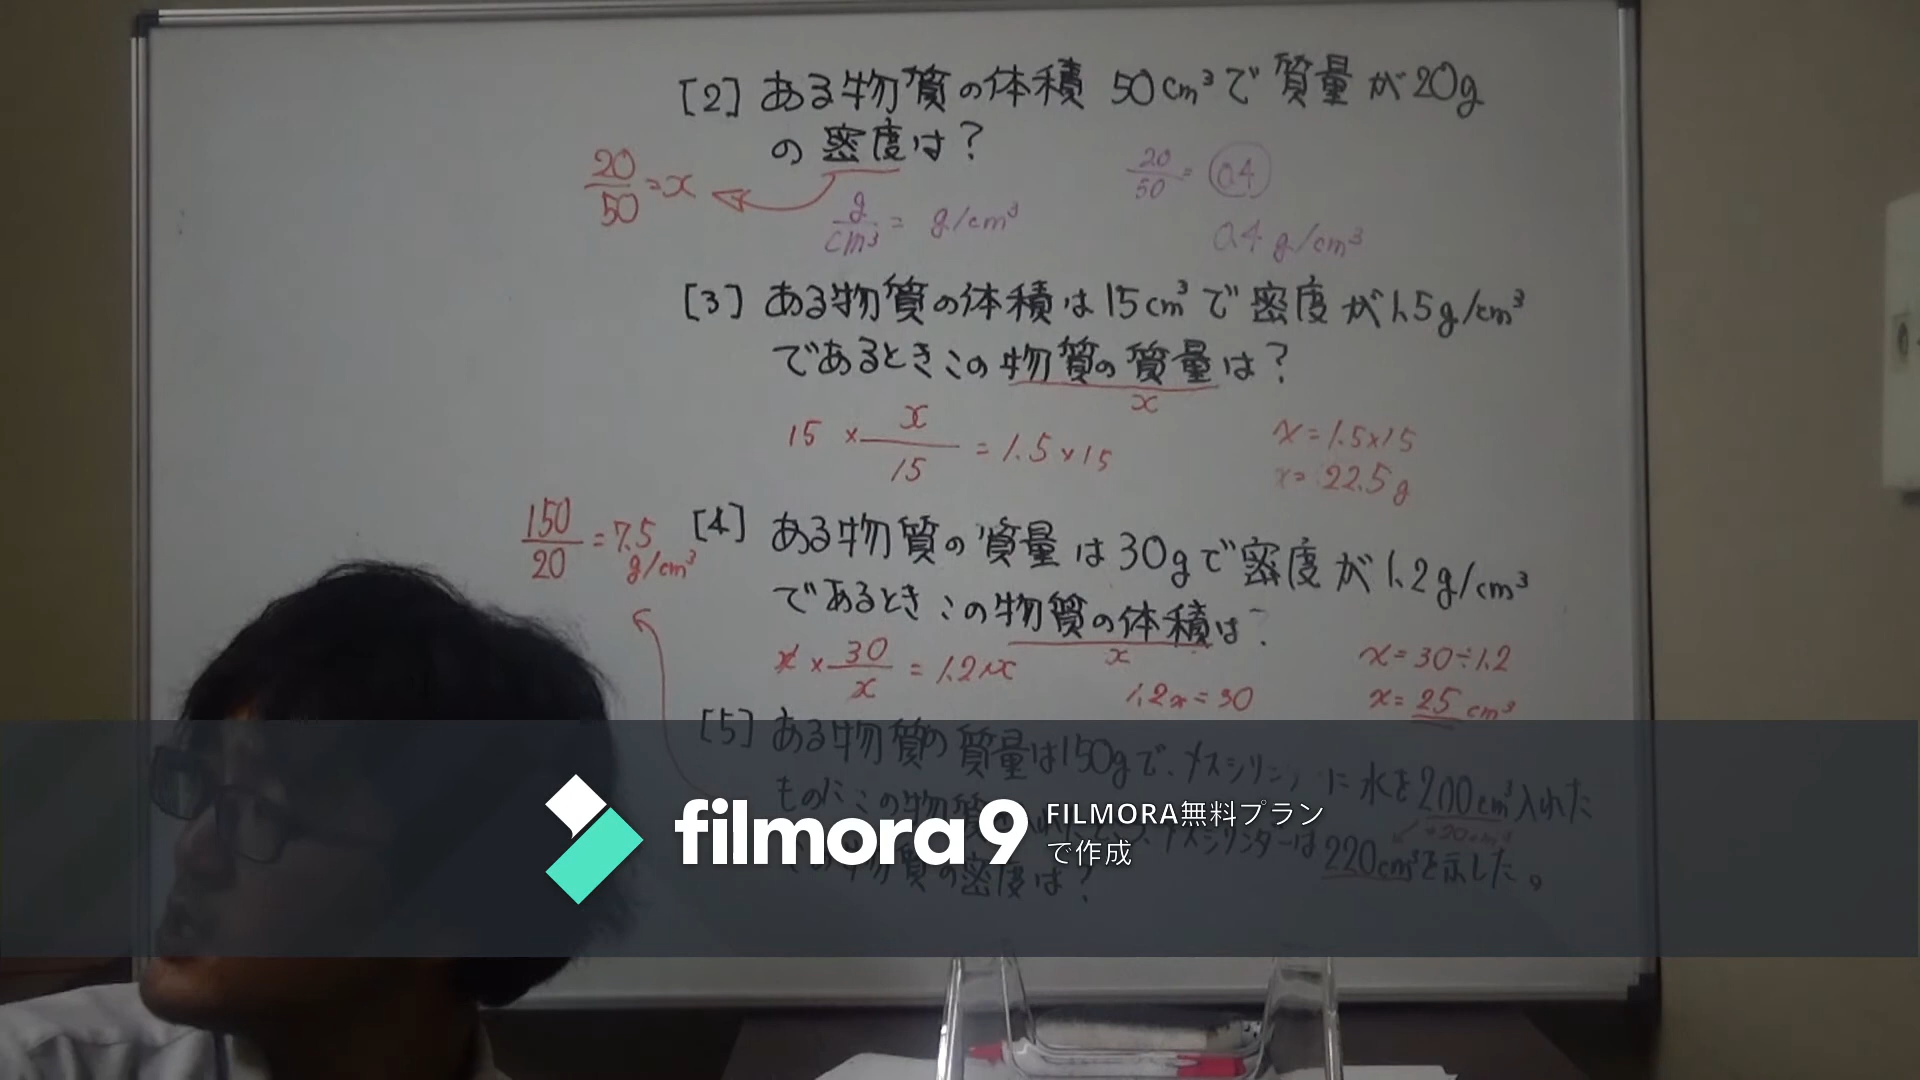 [2] ある物質の体積 50cm³で 質量が20g
の 密度は?
20/50 = x
g/cm³ = g/cm³
20/50 = 0.4
0.4 g/cm³
[3] ある物質の体積は15cm³で密度が1.5g/cm³
であるときこの物質の質量は?
x
15 × x/15 = 1.5×15
x=1.5×15
x=22.5g
150/20 = 7.5
g/cm³
[4] ある物質の質量は30gで密度が1.2g/cm³
であるときこの物質の体積は?
x
x × 30/x = 1.2×x
1.2x=30
x=30÷1.2
x=25cm³
[5] ある物質の質量は150gで、メスシリン に水を200cm³入れた
ものにこの物質 メスシリンダーは220cm³を示した。
+20cm³
物質の密度は?
filmora9
FILMORA無料プラン
で作成